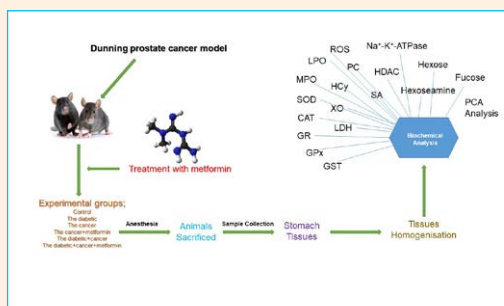 Dunning prostate cancer model
Treatment with metformin
Experimental groups;
Control
The diabetic
The cancer
The cancer+metformin
The diabetic+cancer
The diabetic+cancer+metformin
Anesthesia
Animals
Sacrificed
Sample Collection
Stomach
Tissues
Tissues
Homogenisation
Biochemical
Analysis
GST
GPx
GR
CAT
SOD
MPO
LPO
ROS
PC
HCy
XO
LDH
SA
HDAC
Na⁺-K⁺-ATPase
Hexoseamine
Hexose
Fucose
PCA
Analysis